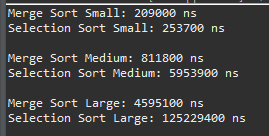 Merge Sort Small: 209000 ns
Selection Sort Small: 253700 ns
Merge Sort Medium: 811800 ns
Selection Sort Medium: 5953900 ns
Merge Sort Large: 4595100 ns
Selection Sort Large: 125229400 ns